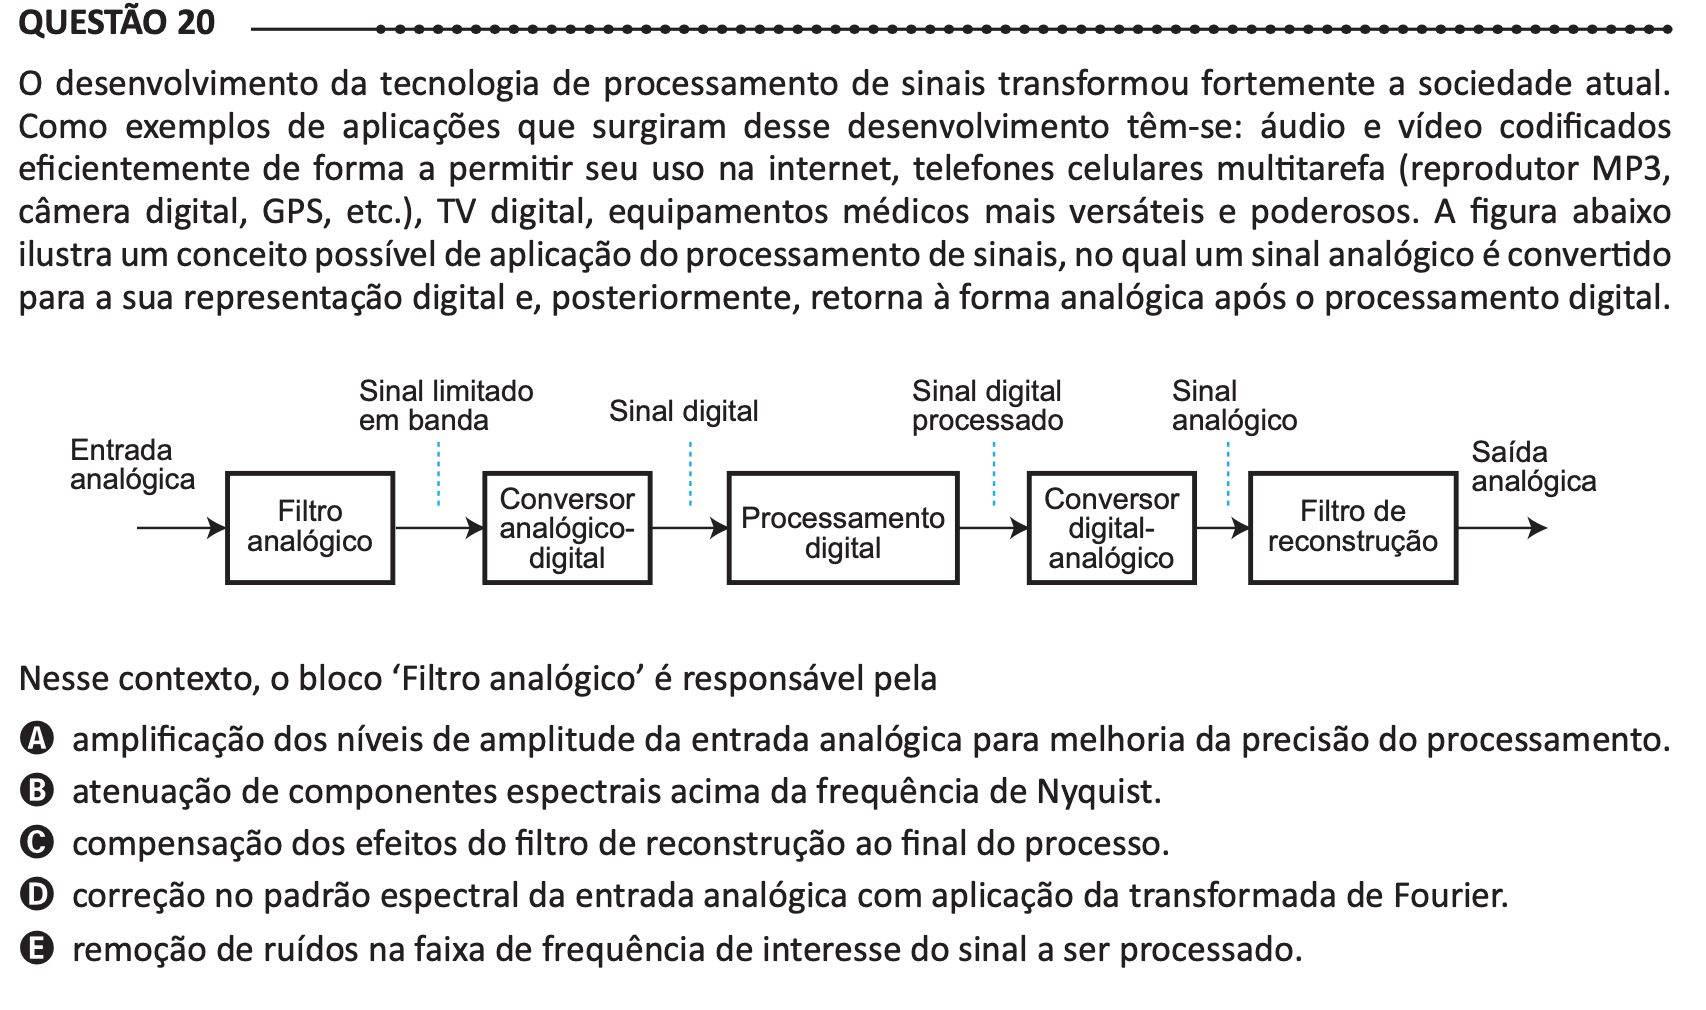 QUESTÃO 20
O desenvolvimento da tecnologia de processamento de sinais transformou fortemente a sociedade atual.
Como exemplos de aplicações que surgiram desse desenvolvimento têm-se: áudio e vídeo codificados
eficientemente de forma a permitir seu uso na internet, telefones celulares multitarefa (reprodutor MP3,
câmera digital, GPS, etc.), TV digital, equipamentos médicos mais versáteis e poderosos. A figura abaixo
ilustra um conceito possível de aplicação do processamento de sinais, no qual um sinal analógico é convertido
para a sua representação digital e, posteriormente, retorna à forma analógica após o processamento digital.
Entrada
analógica
Filtro
analógico
Sinal limitado
em banda
Conversor
analógico-
digital
Sinal digital
Processamento
digital
Sinal digital
processado
Conversor
digital-
analógico
Sinal
analógico
Filtro de
reconstrução
Saída
analógica
Nesse contexto, o bloco ‘Filtro analógico’ é responsável pela
A amplificação dos níveis de amplitude da entrada analógica para melhoria da precisão do processamento.
B atenuação de componentes espectrais acima da frequência de Nyquist.
C compensação dos efeitos do filtro de reconstrução ao final do processo.
D correção no padrão espectral da entrada analógica com aplicação da transformada de Fourier.
E remoção de ruídos na faixa de frequência de interesse do sinal a ser processado.